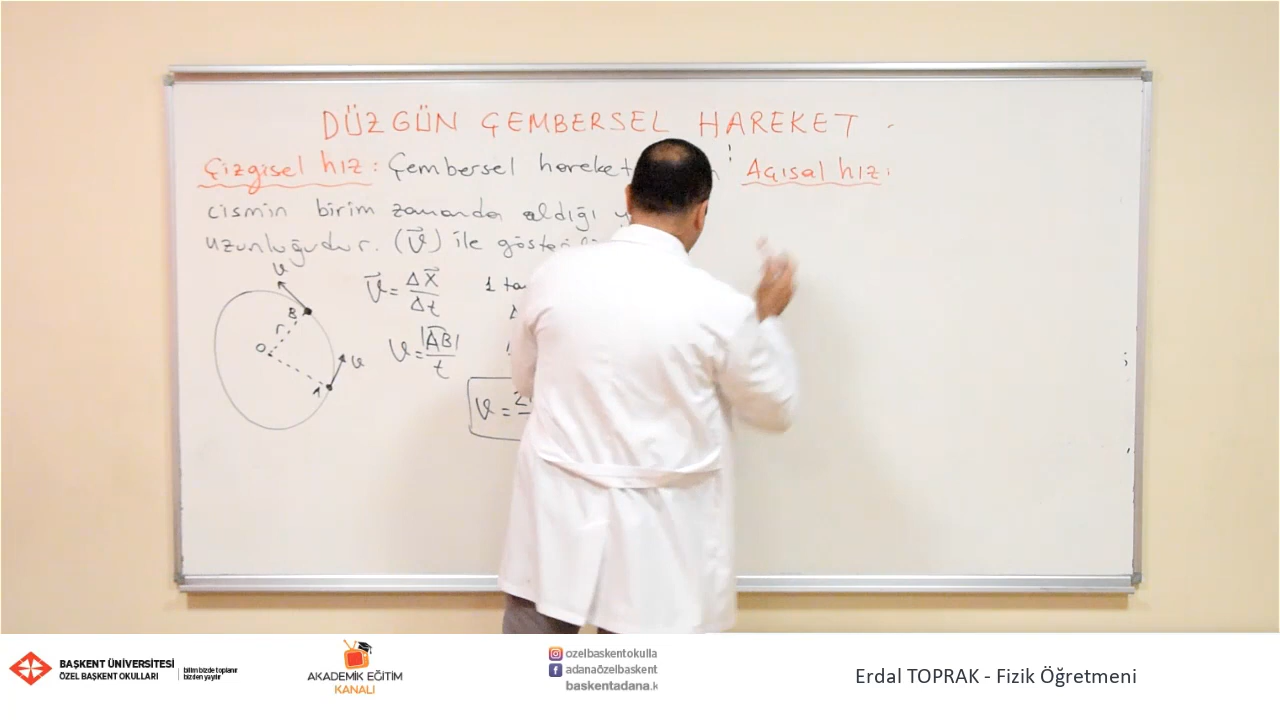 DÜZGÜN ÇEMBERSEL HAREKET
Çizgisel hız: Çembersel hareket
cismin birim zamanda aldığı
uzunluğudur. (v) ile
v = Δx / Δt
1
v = |AB| / t
v = 2
v
B
r
O
A
v
Açısal hız:
BAŞKENT ÜNİVERSİTESİ
ÖZEL BAŞKENT OKULLARI
bilim bizde toplanır
bizden yayılır
AKADEMİK EĞİTİM
KANALI
ozelbaskentokulla
adanaözelbaskent
baskentadana.k
Erdal TOPRAK - Fizik Öğretmeni